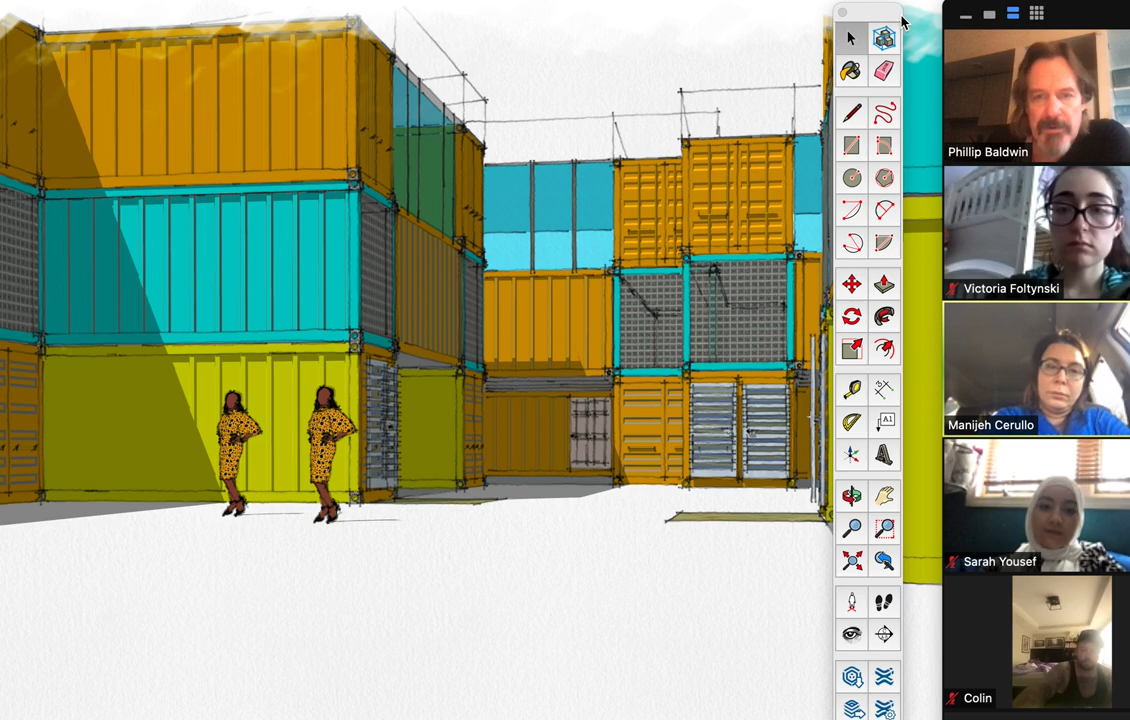 A1
Phillip Baldwin
Victoria Foltynski
Manijeh Cerullo
Sarah Yousef
Colin